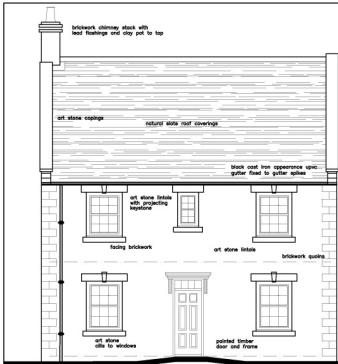 brickwork chimney stack with
lead flashings and clay pot to top
art stone copings
natural slate roof coverings
black cast iron appearance upvc
gutter fixed to gutter spikes
art stone lintols
with projecting
keystone
facing brickwork
art stone lintols
brickwork quoins
art stone
cills to windows
painted timber
door and frame